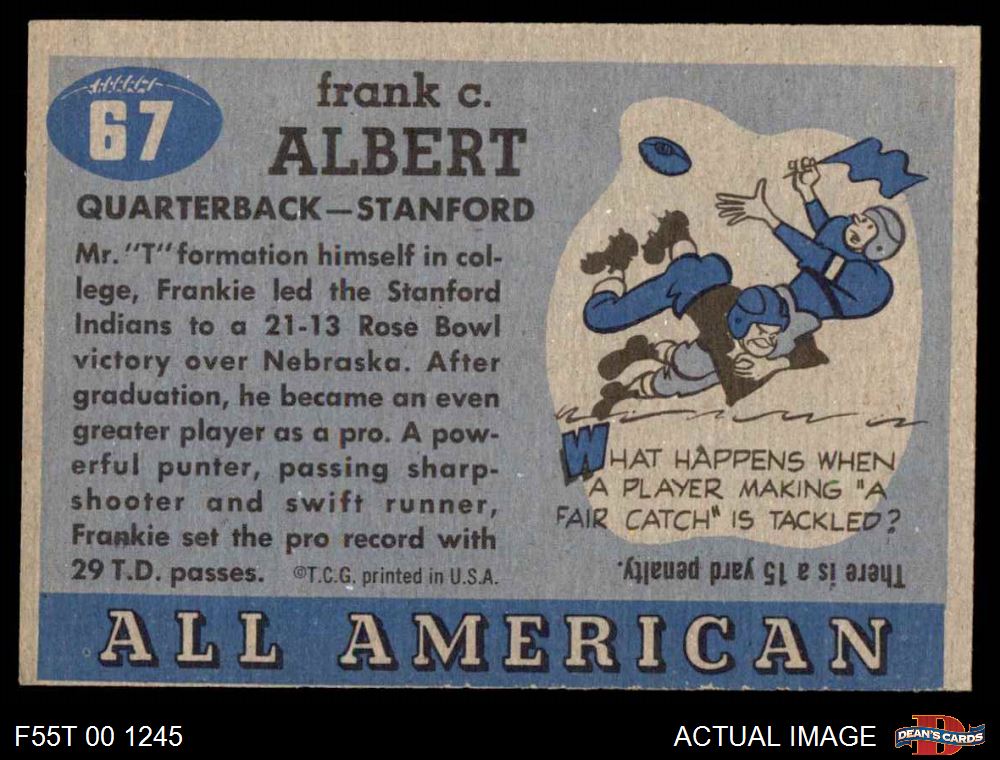 67
frank c.
ALBERT
QUARTERBACK—STANFORD
Mr. "T" formation himself in col-
lege, Frankie led the Stanford
Indians to a 21-13 Rose Bowl
victory over Nebraska. After
graduation, he became an even
greater player as a pro. A pow-
erful punter, passing sharp-
shooter and swift runner,
Frankie set the pro record with
29 T.D. passes. ©T.C.G. printed in U.S.A.
WHAT HAPPENS WHEN
A PLAYER MAKING "A
FAIR CATCH" IS TACKLED?
There is a 15 yard penalty.
ALL AMERICAN
F55T 00 1245
ACTUAL IMAGE
D
DEAN'S CARDS